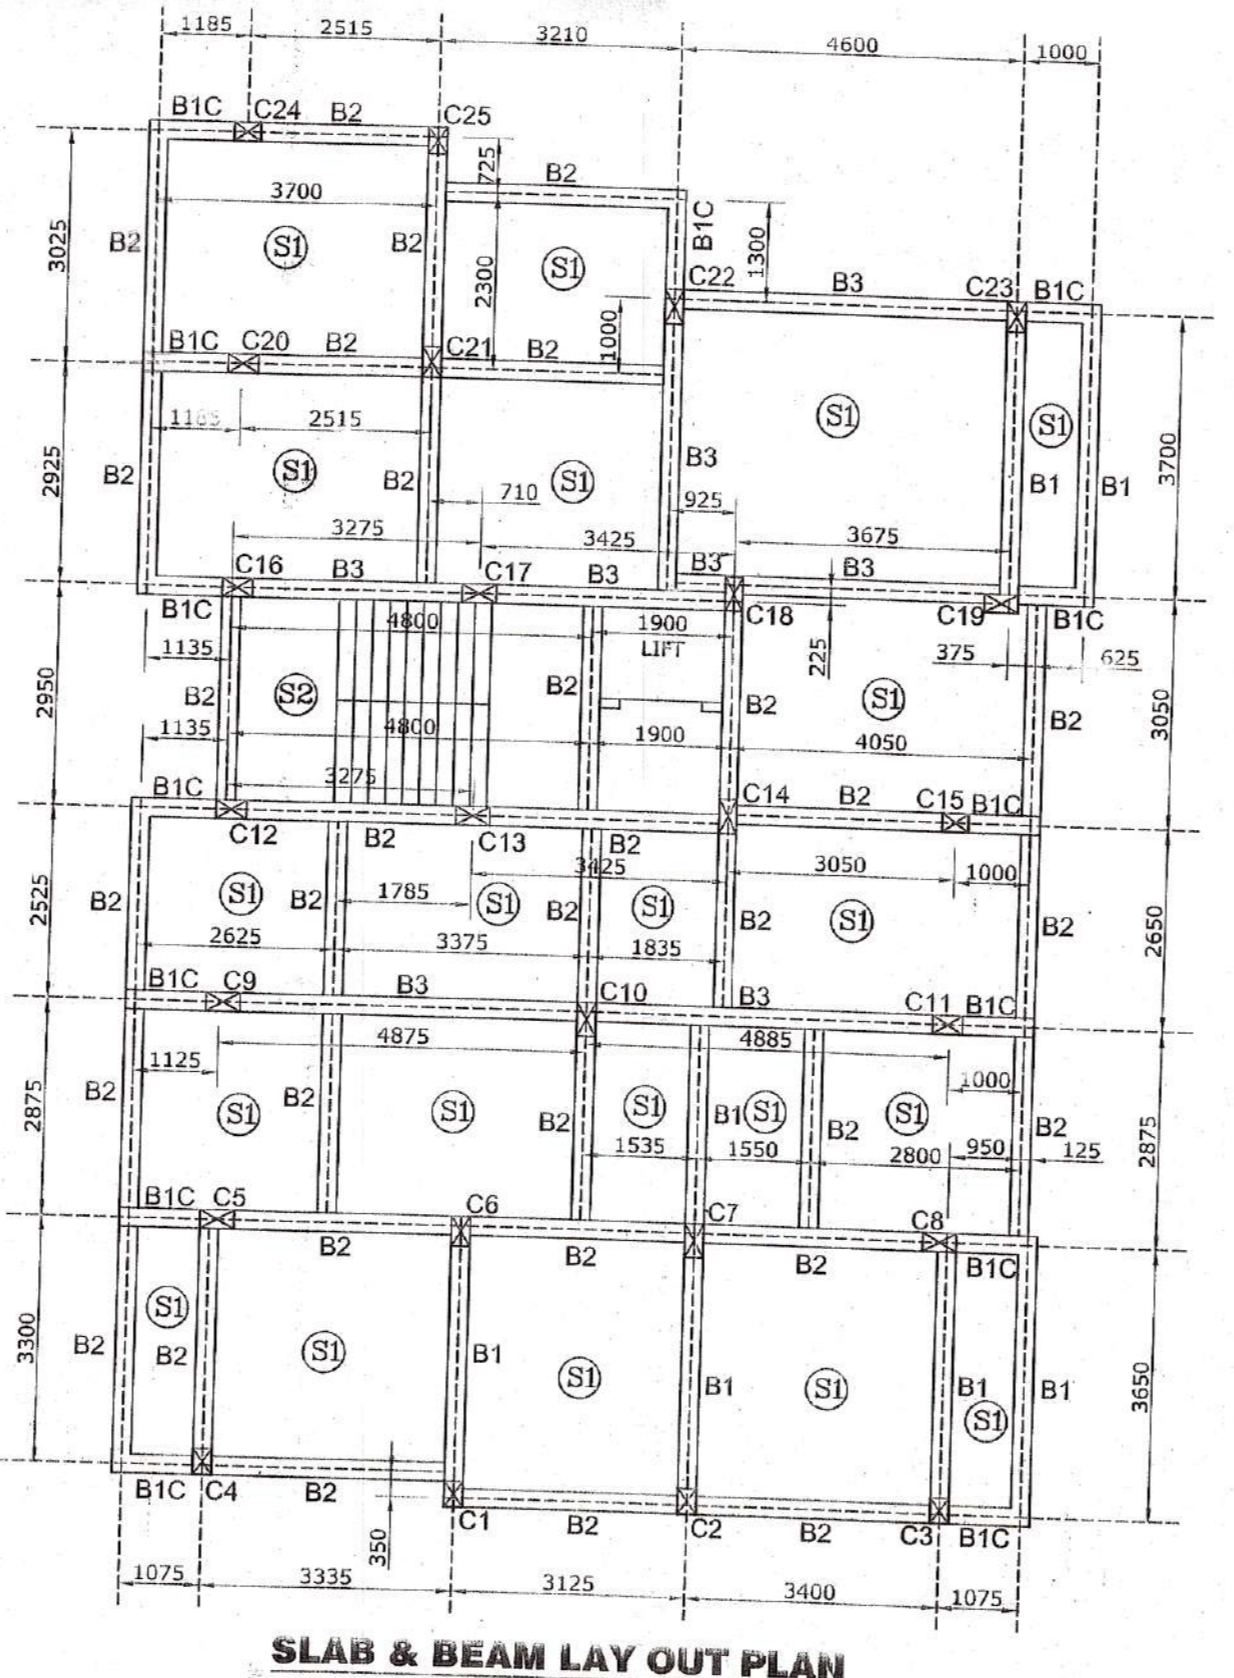 1185 2515 3210 4600 1000
B1C C24 B2 C25
725 B2
3700
B2 3025 S1 B2 2300 S1 B1C 1300
C22 B3 C23 B1C
1000
B1C C20 B2 C21 B2
1185 2515 S1 S1
2925 B2 S1 B2 S1 B3 B1 B1 3700
710 925
3275 3425 3675
C16 B3 C17 B3 B3 B3
B1C 4800 1900 C18 C19 B1C
LIFT
1135 225 375 625
2950 B2 S2 B2 B2 S1 B2 3050
1135 4800 1900 4050
3275
B1C C14 B2 C15 B1C
C12 B2 C13 B2
3425 3050 1000
2525 B2 S1 B2 1785 S1 B2 S1 B2 S1 B2 2650
2625 3375 1835
B1C C9 B3 C10 B3 C11 B1C
4875 4885
1125 1000
2875 B2 S1 B2 S1 B2 S1 B1 S1 B2 S1 B2 2875
1535 1550 2800 950 125
B1C C5 C6 C7 C8
B2 B2 B2 B1C
3300 B2 S1 B2 S1 B1 S1 B1 S1 B1 S1 B1 3650
B1C C4 B2 350 C1 B2 C2 B2 C3 B1C
1075 3335 3125 3400 1075
SLAB & BEAM LAY OUT PLAN